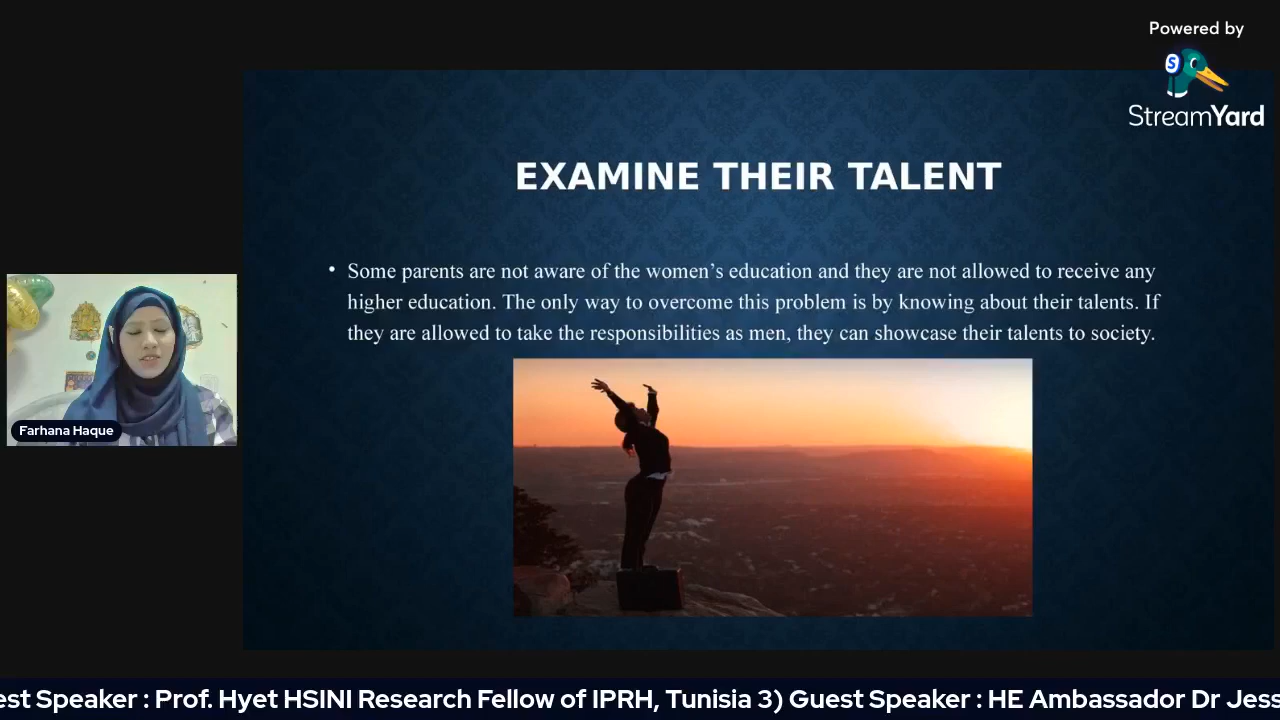 Powered by
StreamYard
EXAMINE THEIR TALENT
• Some parents are not aware of the women’s education and they are not allowed to receive any
higher education. The only way to overcome this problem is by knowing about their talents. If
they are allowed to take the responsibilities as men, they can showcase their talents to society.
Farhana Haque
est Speaker : Prof. Hyet HSINI Research Fellow of IPRH, Tunisia 3) Guest Speaker : HE Ambassador Dr Jess